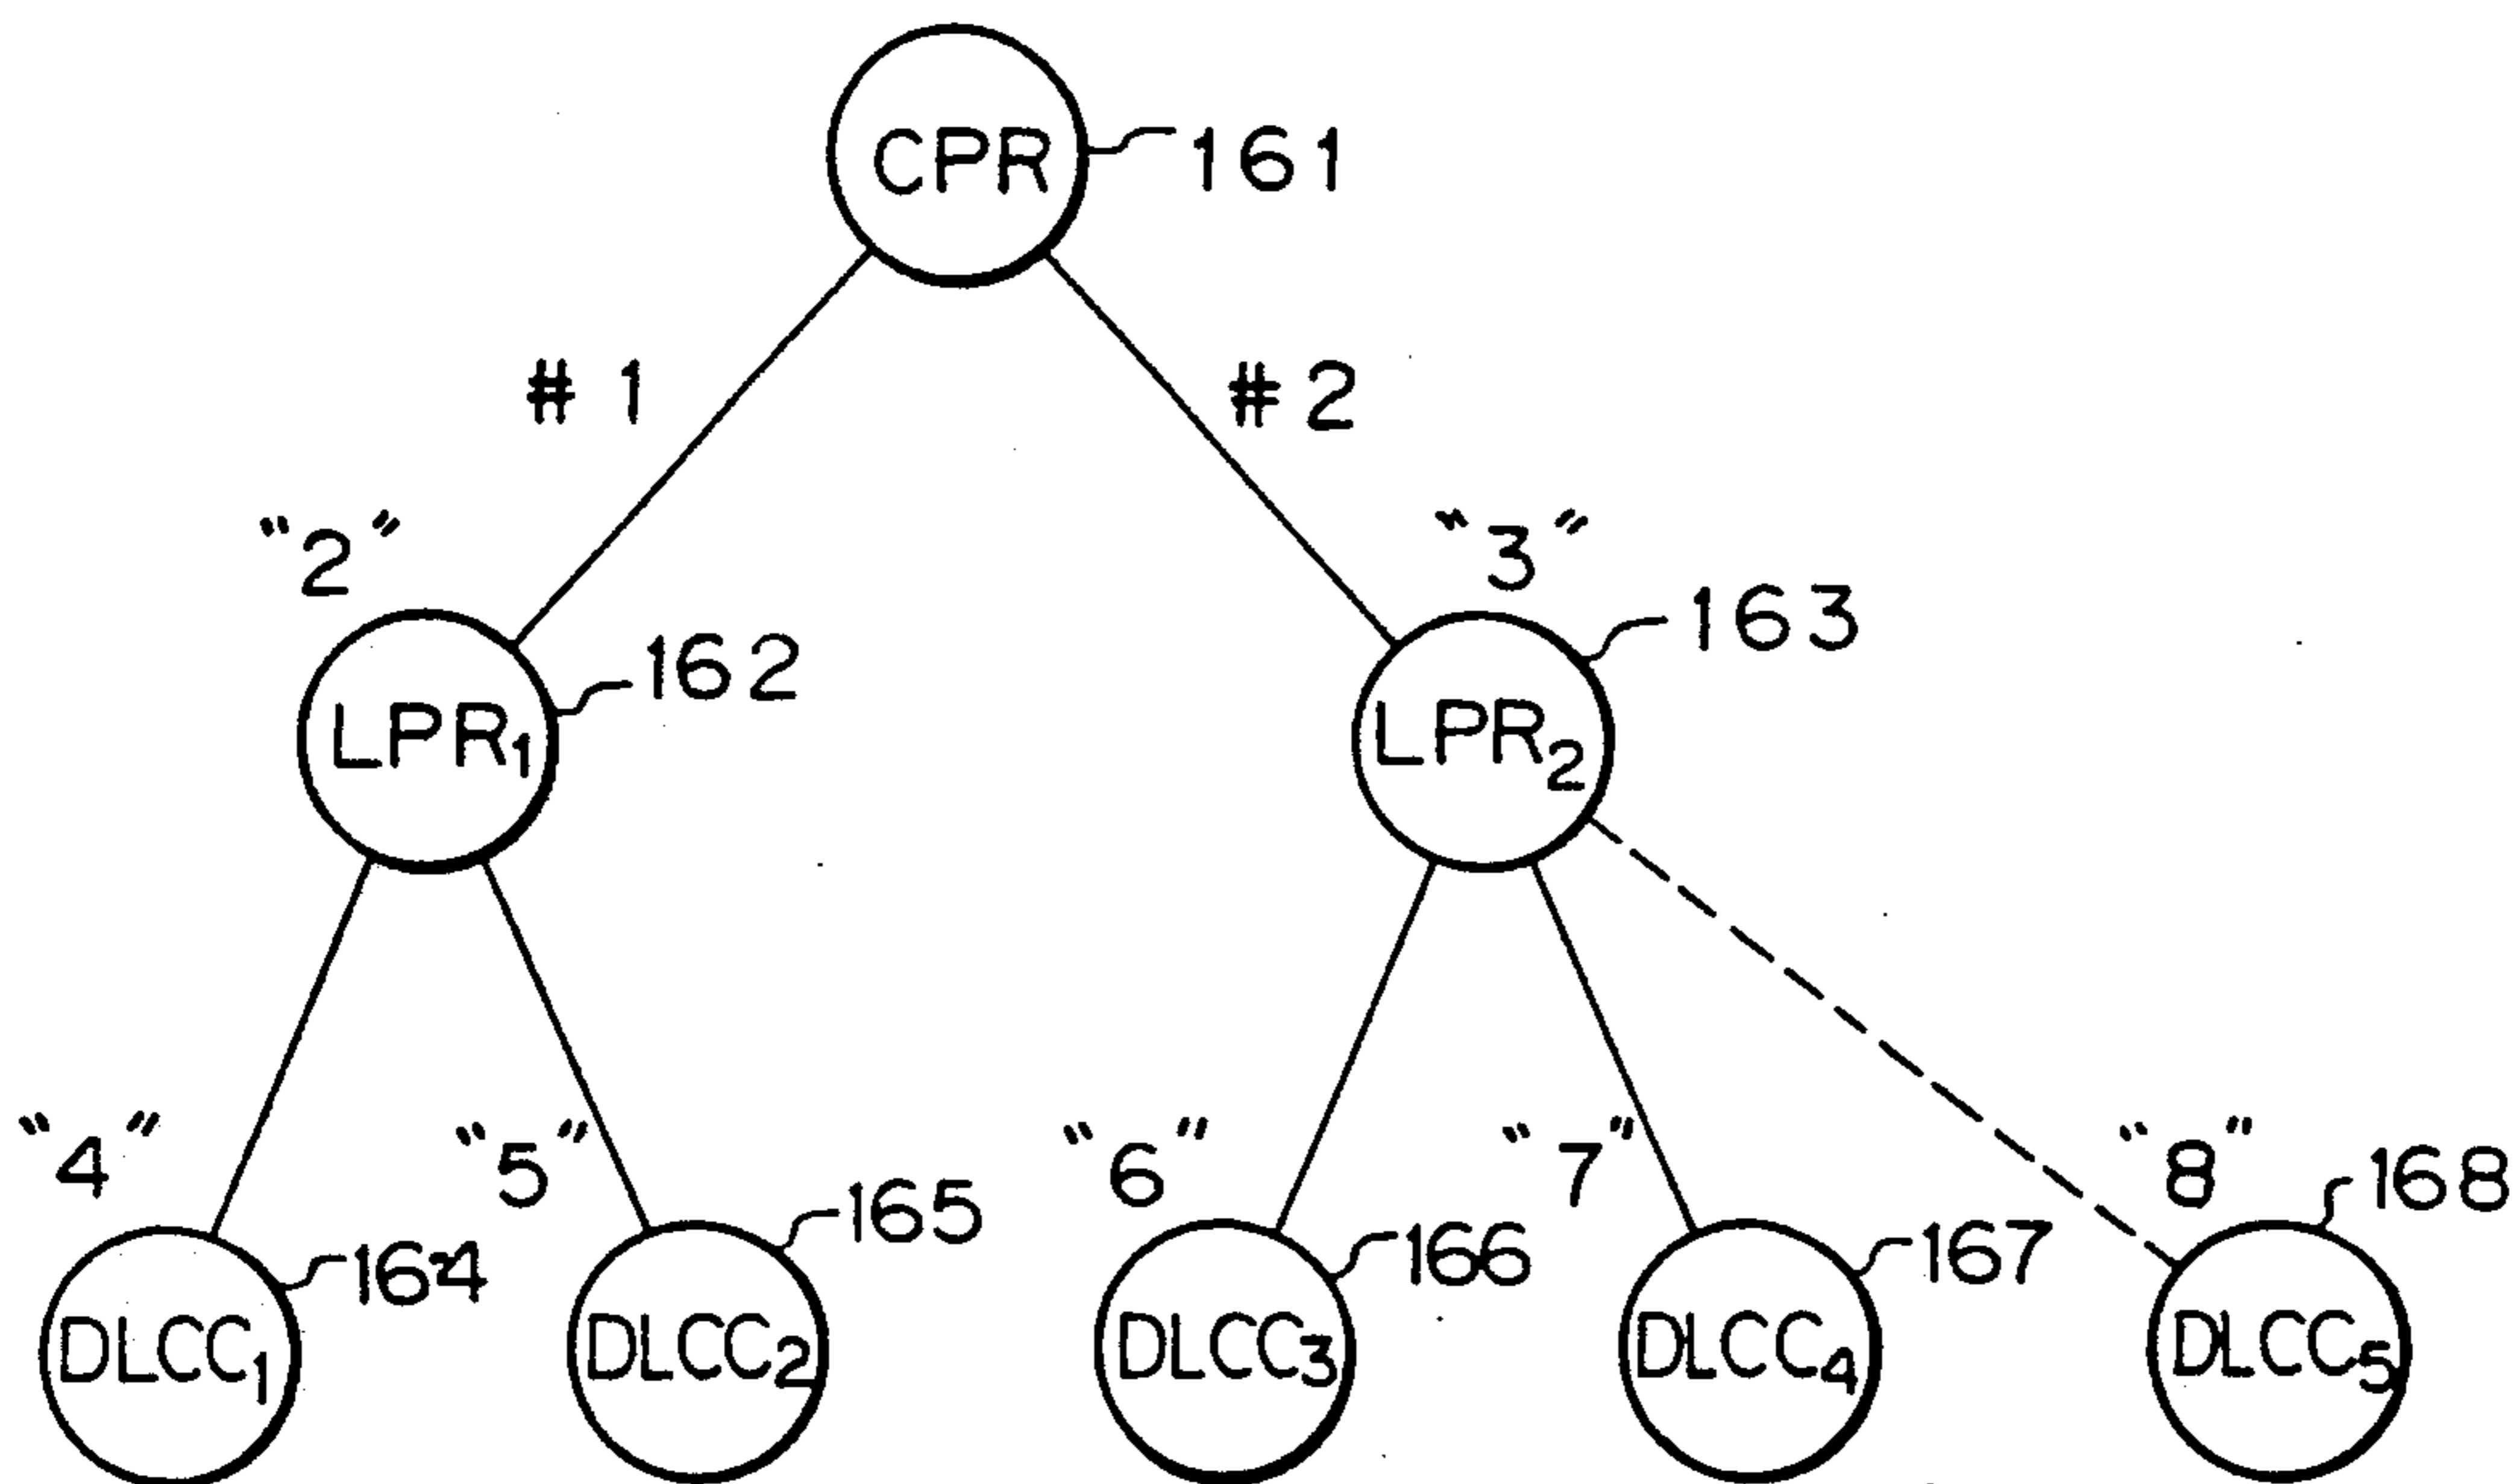 CPR 161
# 1 #2
"2" "3"
162 163
LPR₁ LPR₂
"4" "5" "6" "7" "8"
164 165 166 167 168
DLCC₁ DLCC₂ DLCC₃ DLCC₄ DLCC₅